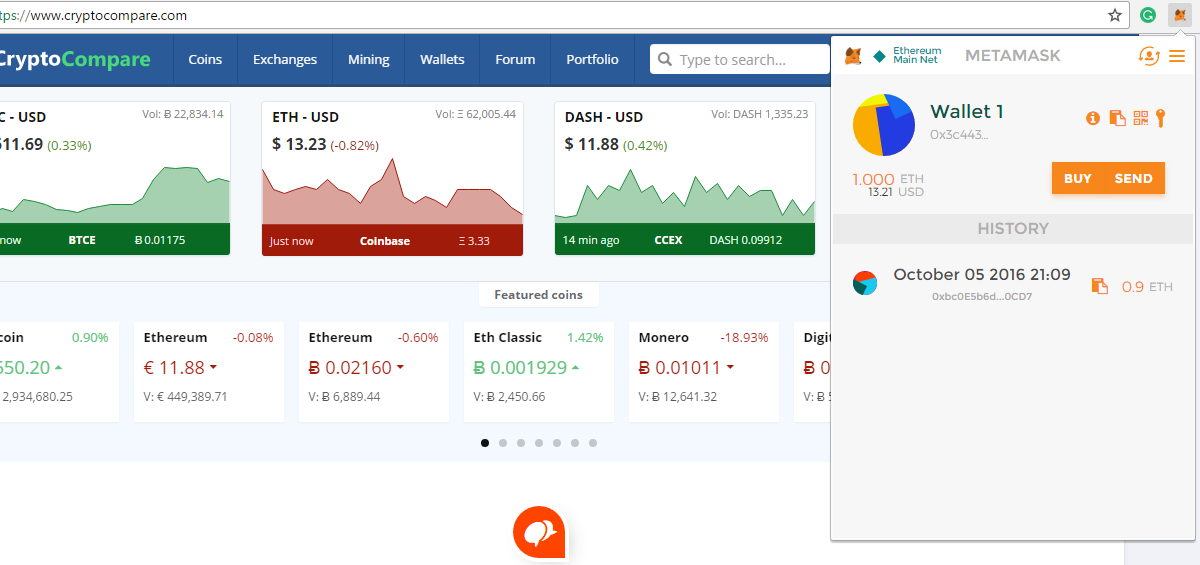 tps://www.cryptocompare.com
CryptoCompare
Coins
Exchanges
Mining
Wallets
Forum
Portfolio
Type to search...
C - USD
Vol: Ƀ 22,834.14
611.69 (0.33%)
now
BTCE
Ƀ 0.01175
ETH - USD
Vol: Ξ 62,005.44
$ 13.23 (-0.82%)
Just now
Coinbase
Ξ 3.33
DASH - USD
Vol: DASH 1,335.23
$ 11.88 (0.42%)
14 min ago
CCEX
DASH 0.09912
Featured coins
coin
0.90%
550.20
2,934,680.25
Ethereum
-0.08%
€ 11.88
V: € 449,389.71
Ethereum
-0.60%
Ƀ 0.02160
V: Ƀ 6,889.44
Eth Classic
1.42%
Ƀ 0.001929
V: Ƀ 2,450.66
Monero
-18.93%
Ƀ 0.01011
V: Ƀ 12,641.32
Digit
Ƀ 0
V: Ƀ 5
Ethereum
Main Net
METAMASK
Wallet 1
0x3c443...
1.000 ETH
13.21 USD
BUY
SEND
HISTORY
October 05 2016 21:09
0xbc0E5b6d...0CD7
0.9 ETH